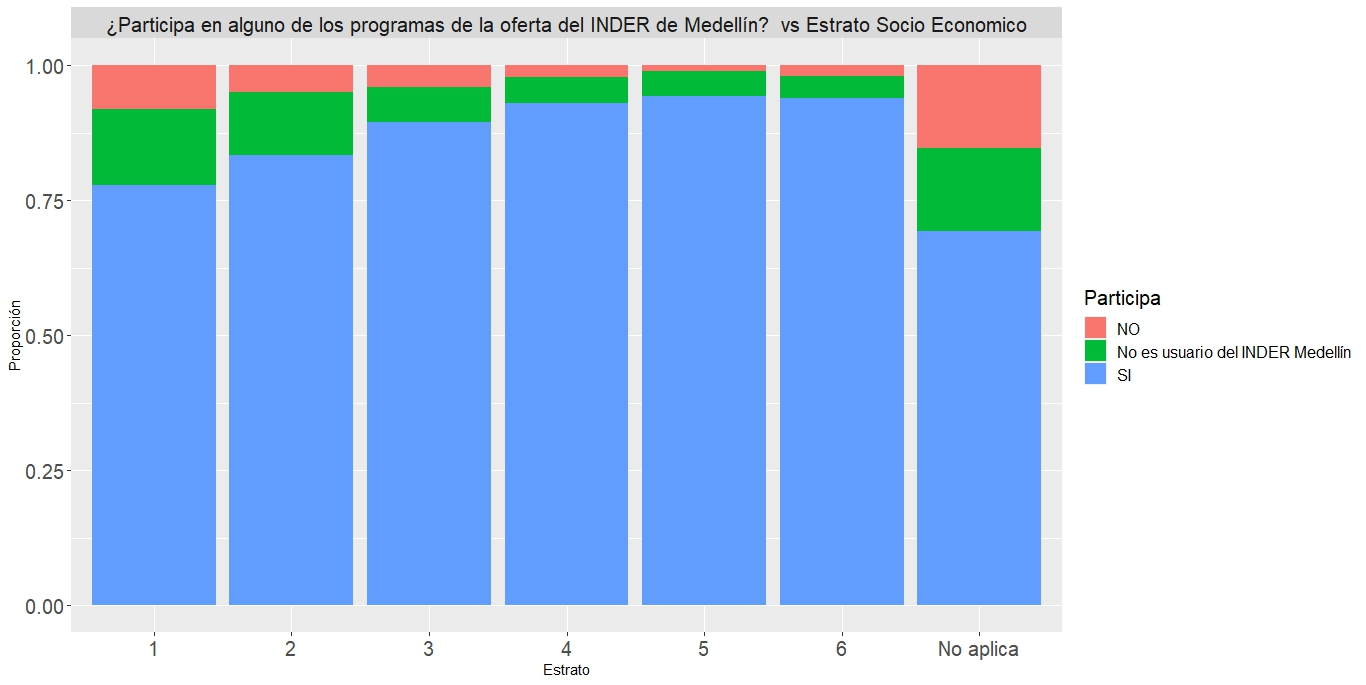 ¿Participa en alguno de los programas de la oferta del INDER de Medellín?  vs Estrato Socio Economico
1.00
0.75
0.50
0.25
0.00
Proporción
1 2 3 4 5 6 No aplica
Estrato
Participa
NO
No es usuario del INDER Medellín
SI